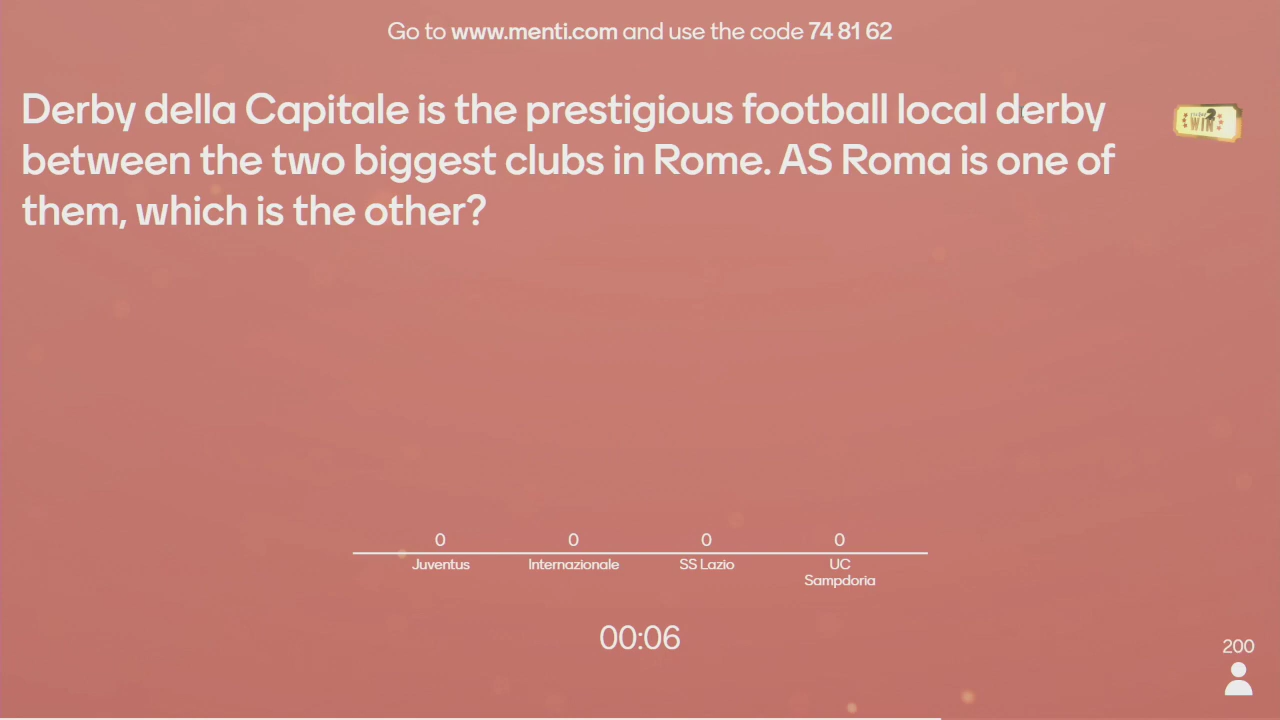 Go to www.menti.com and use the code 74 81 62
Derby della Capitale is the prestigious football local derby
between the two biggest clubs in Rome. AS Roma is one of
them, which is the other?
WIN
0 0 0 0
Juventus Internazionale SS Lazio UC
Sampdoria
00:06
200